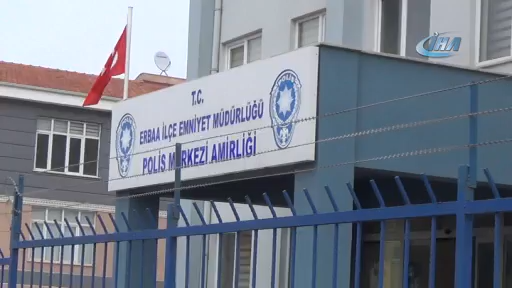 İHA
T.C.
ERBAA İLÇE EMNİYET MÜDÜRLÜĞÜ
POLİS MERKEZİ AMİRLİĞİ